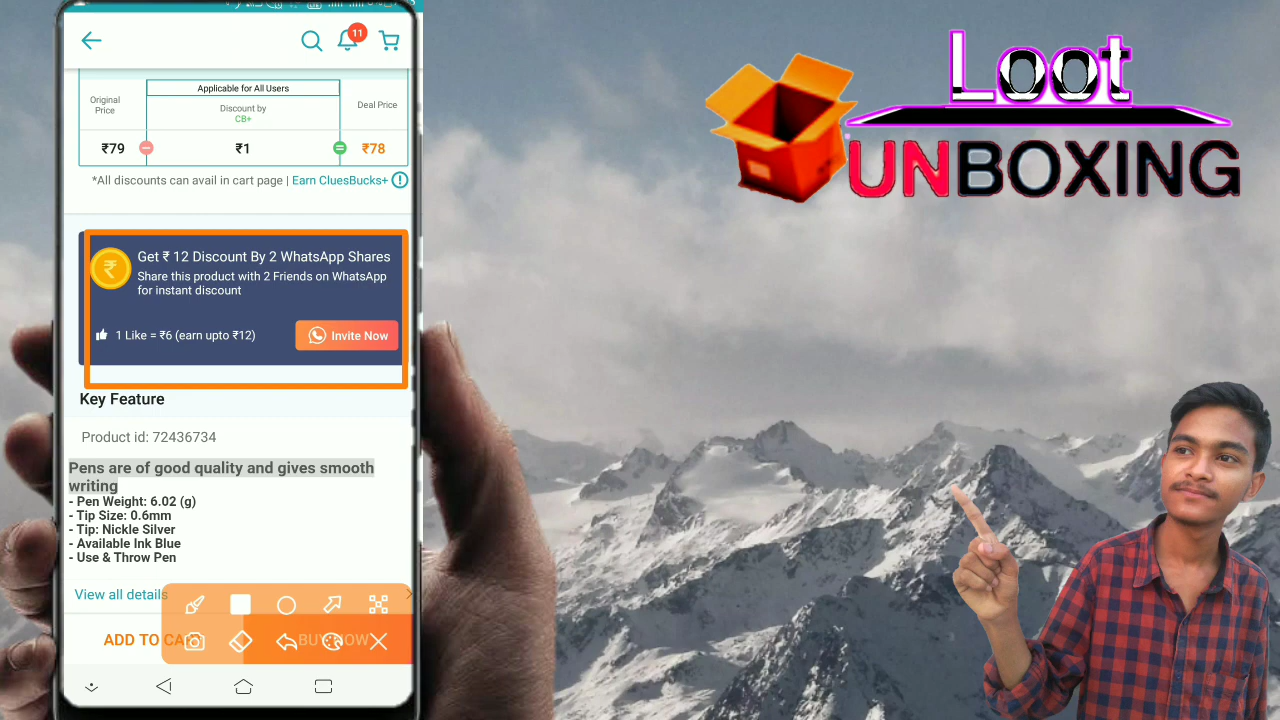 11
Applicable for All Users
Original
Price
Discount by
CB+
Deal Price
₹79
₹1
₹78
*All discounts can avail in cart page | Earn CluesBucks+
Get ₹ 12 Discount By 2 WhatsApp Shares
Share this product with 2 Friends on WhatsApp
for instant discount
1 Like = ₹6 (earn upto ₹12)
Invite Now
Key Feature
Product id: 72436734
Pens are of good quality and gives smooth
writing
- Pen Weight: 6.02 (g)
- Tip Size: 0.6mm
- Tip: Nickle Silver
- Available Ink Blue
- Use & Throw Pen
View all details
ADD TO CA
BUY NOW
Loot
UNBOXING